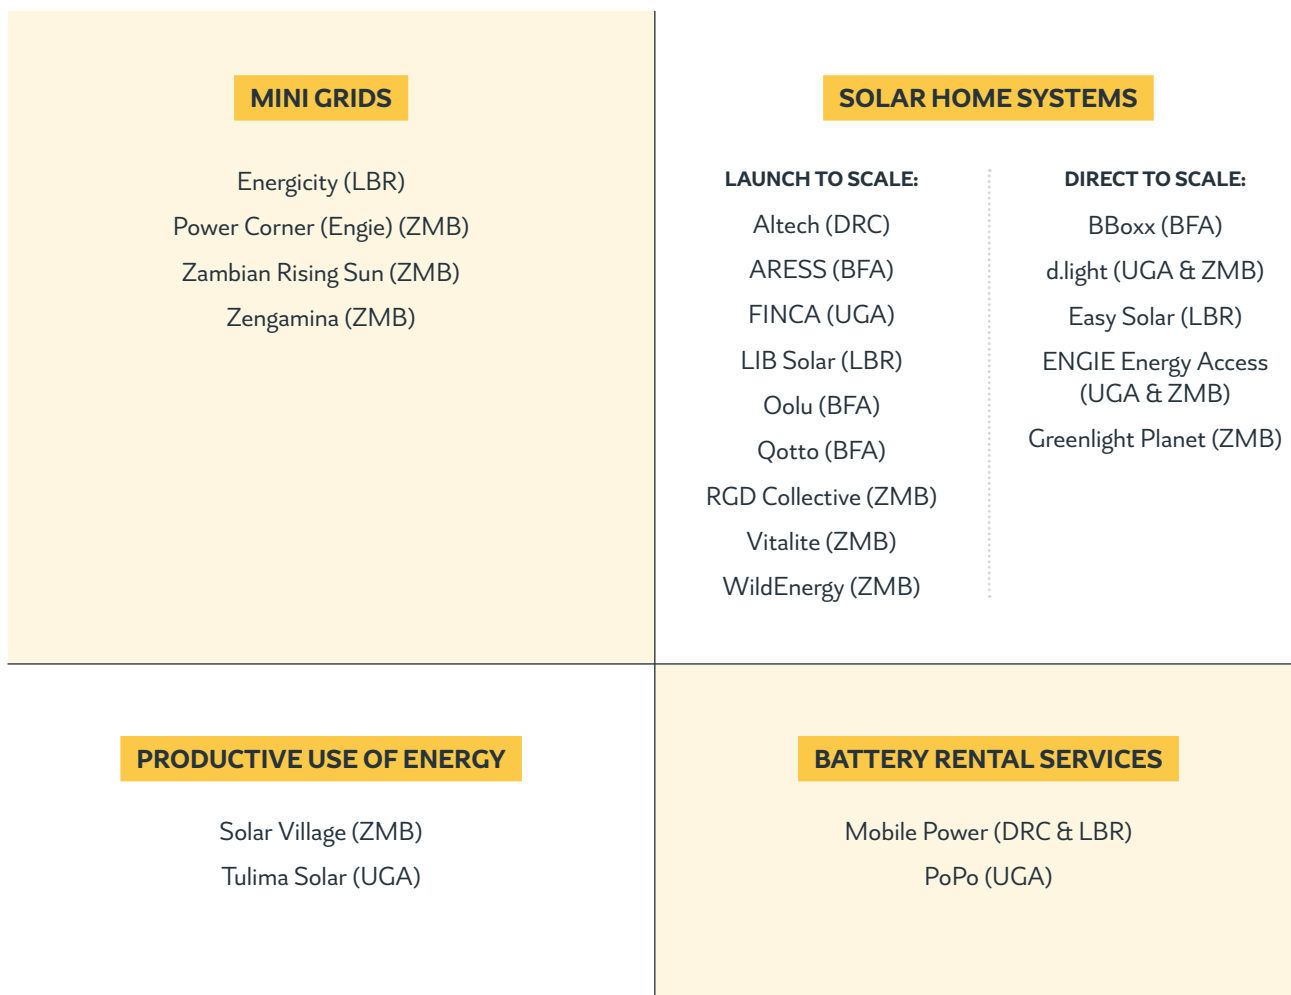 MINI GRIDS
Energicity (LBR)
Power Corner (Engie) (ZMB)
Zambian Rising Sun (ZMB)
Zengamina (ZMB)
SOLAR HOME SYSTEMS
LAUNCH TO SCALE:
Altech (DRC)
ARESS (BFA)
FINCA (UGA)
LIB Solar (LBR)
Oolu (BFA)
Qotto (BFA)
RGD Collective (ZMB)
Vitalite (ZMB)
WildEnergy (ZMB)
DIRECT TO SCALE:
BBoxx (BFA)
d.light (UGA & ZMB)
Easy Solar (LBR)
ENGIE Energy Access
(UGA & ZMB)
Greenlight Planet (ZMB)
PRODUCTIVE USE OF ENERGY
Solar Village (ZMB)
Tulima Solar (UGA)
BATTERY RENTAL SERVICES
Mobile Power (DRC & LBR)
PoPo (UGA)